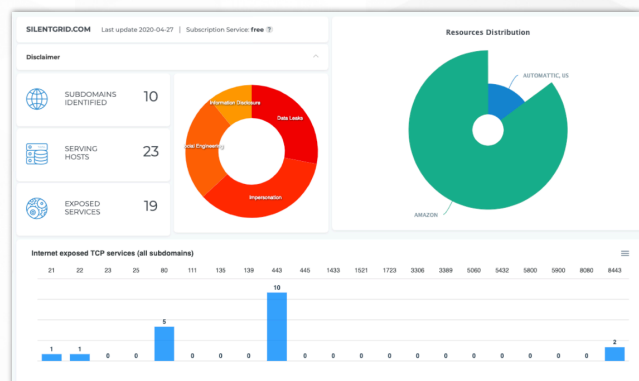 SILENTGRID.COM Last update 2020-04-27 | Subscription Service: free ?
Disclaimer
SUBDOMAINS
IDENTIFIED
10
SERVING
HOSTS
23
EXPOSED
SERVICES
19
Information Disclosure
Data Leaks
ocial Engineering
Impersonation
Resources Distribution
AUTOMATTIC, US
AMAZON
Internet exposed TCP services (all subdomains)
21 22 23 25 80 111 135 139 443 445 1433 1521 1723 3306 3389 5060 5432 5800 5900 8080 8443
1 1 0 0 5 0 0 0 10 0 0 0 0 0 0 0 0 0 0 0 2